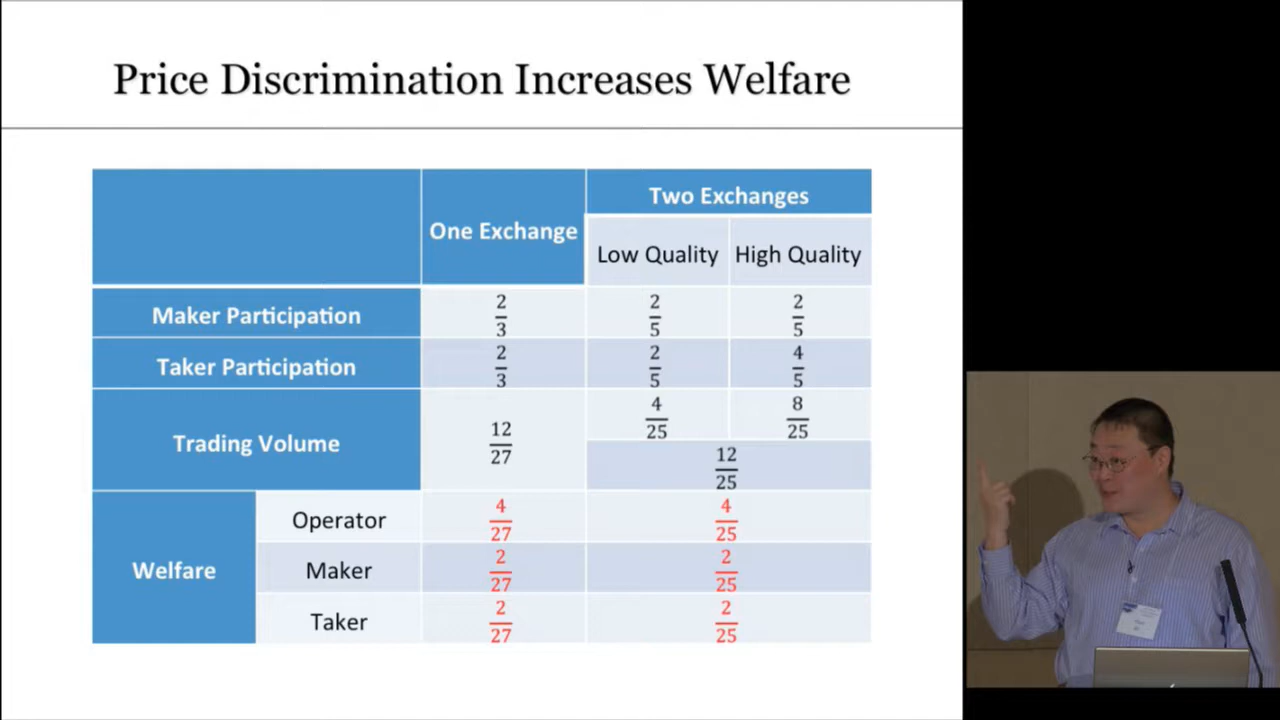 Price Discrimination Increases Welfare
One Exchange
Two Exchanges
Low Quality
High Quality
Maker Participation
2/3
2/5
2/5
Taker Participation
2/3
2/5
4/5
Trading Volume
12/27
4/25
8/25
12/25
Welfare
Operator
4/27
4/25
Maker
2/27
2/25
Taker
2/27
2/25